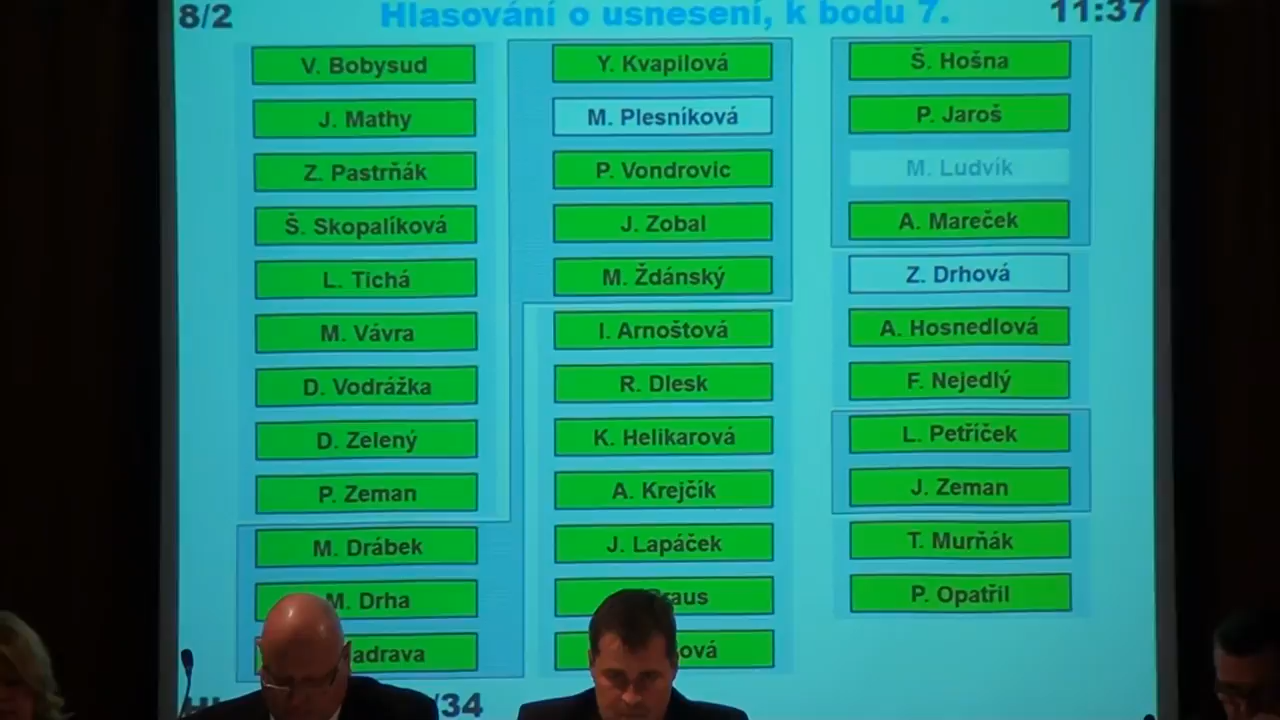 8/2
Hlasování o usnesení, k bodu 7.
11:37
V. Bobysud
J. Mathy
Z. Pastrňák
Š. Skopalíková
L. Tichá
M. Vávra
D. Vodrážka
D. Zelený
P. Zeman
M. Drábek
M. Drha
Y. Kvapilová
M. Plesníková
P. Vondrovic
J. Zobal
M. Ždánský
I. Arnoštová
R. Dlesk
K. Helikarová
A. Krejčík
J. Lapáček
Š. Hošna
P. Jaroš
M. Ludvík
A. Mareček
Z. Drhová
A. Hosnedlová
F. Nejedlý
L. Petříček
J. Zeman
T. Murňák
P. Opatřil
/34